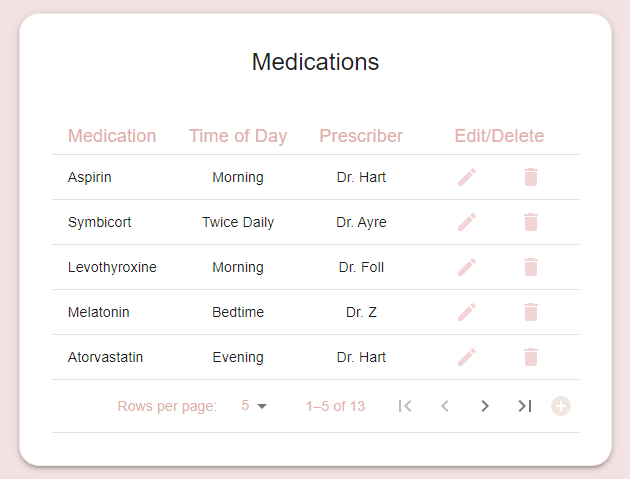 Medications
Medication Time of Day Prescriber Edit/Delete
Aspirin Morning Dr. Hart
Symbicort Twice Daily Dr. Ayre
Levothyroxine Morning Dr. Foll
Melatonin Bedtime Dr. Z
Atorvastatin Evening Dr. Hart
Rows per page: 5 1–5 of 13